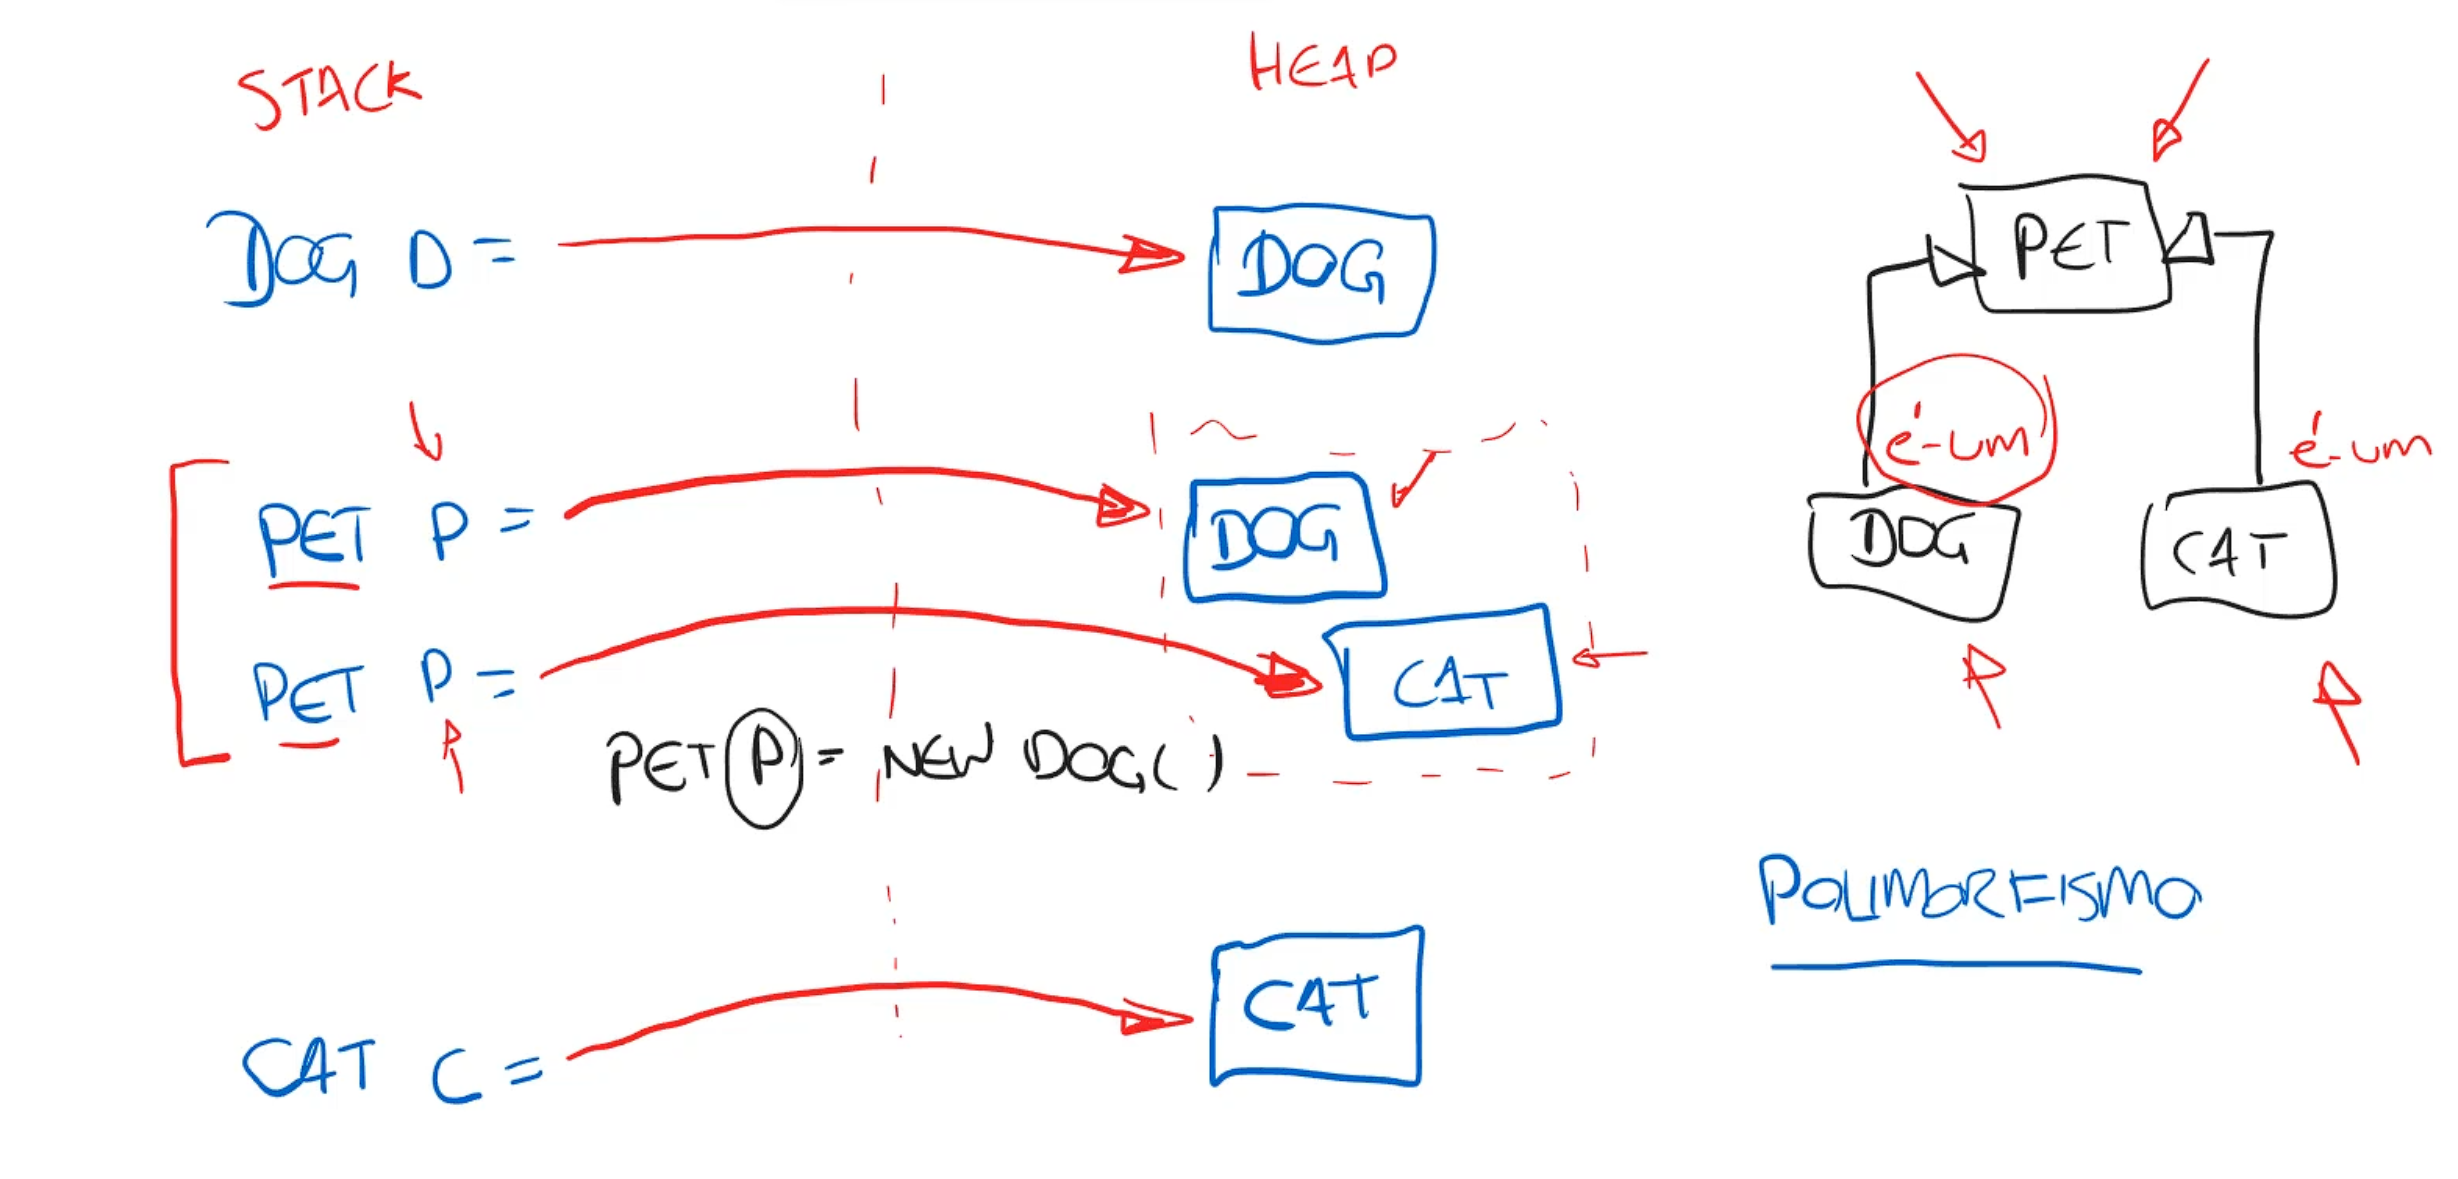 STACK
HEAP
DOG D =
DOG
PET
é-um
é-um
DOG
CAT
PET P =
DOG
PET P =
CAT
PET P = NEW DOG()
POLIMORFISMO
CAT C =
CAT